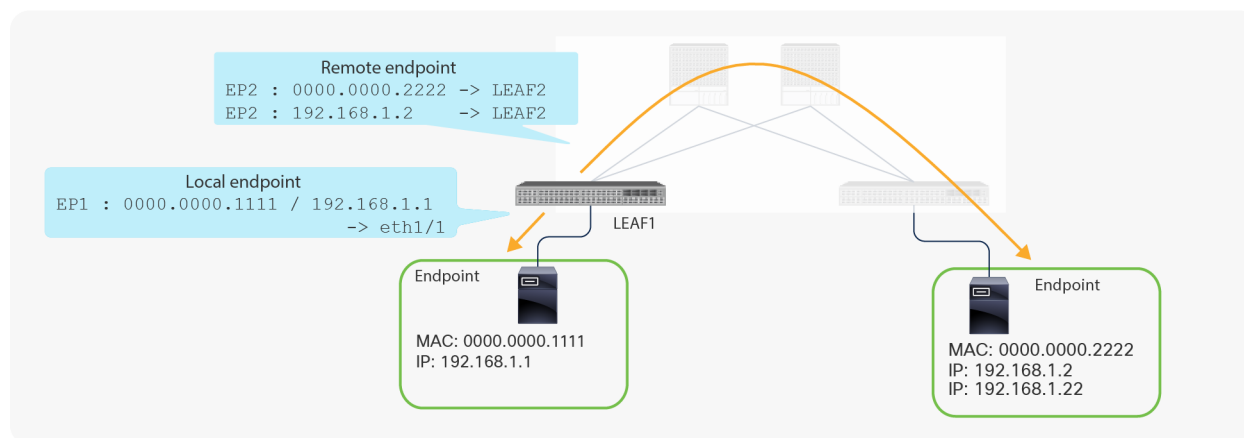 Remote endpoint
EP2 : 0000.0000.2222 -> LEAF2
EP2 : 192.168.1.2 -> LEAF2
Local endpoint
EP1 : 0000.0000.1111 / 192.168.1.1
-> eth1/1
LEAF1
Endpoint
MAC: 0000.0000.1111
IP: 192.168.1.1
Endpoint
MAC: 0000.0000.2222
IP: 192.168.1.2
IP: 192.168.1.22